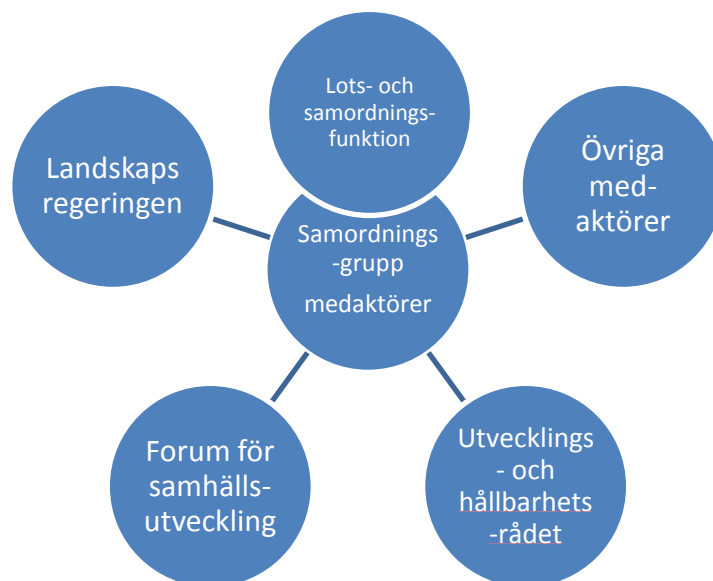 Lots- och
samordnings-
funktion
Landskaps
regeringen
Övriga
med-
aktörer
Samordnings
-grupp
medaktörer
Forum för
samhälls-
utveckling
Utvecklings
- och
hållbarhets
-rådet